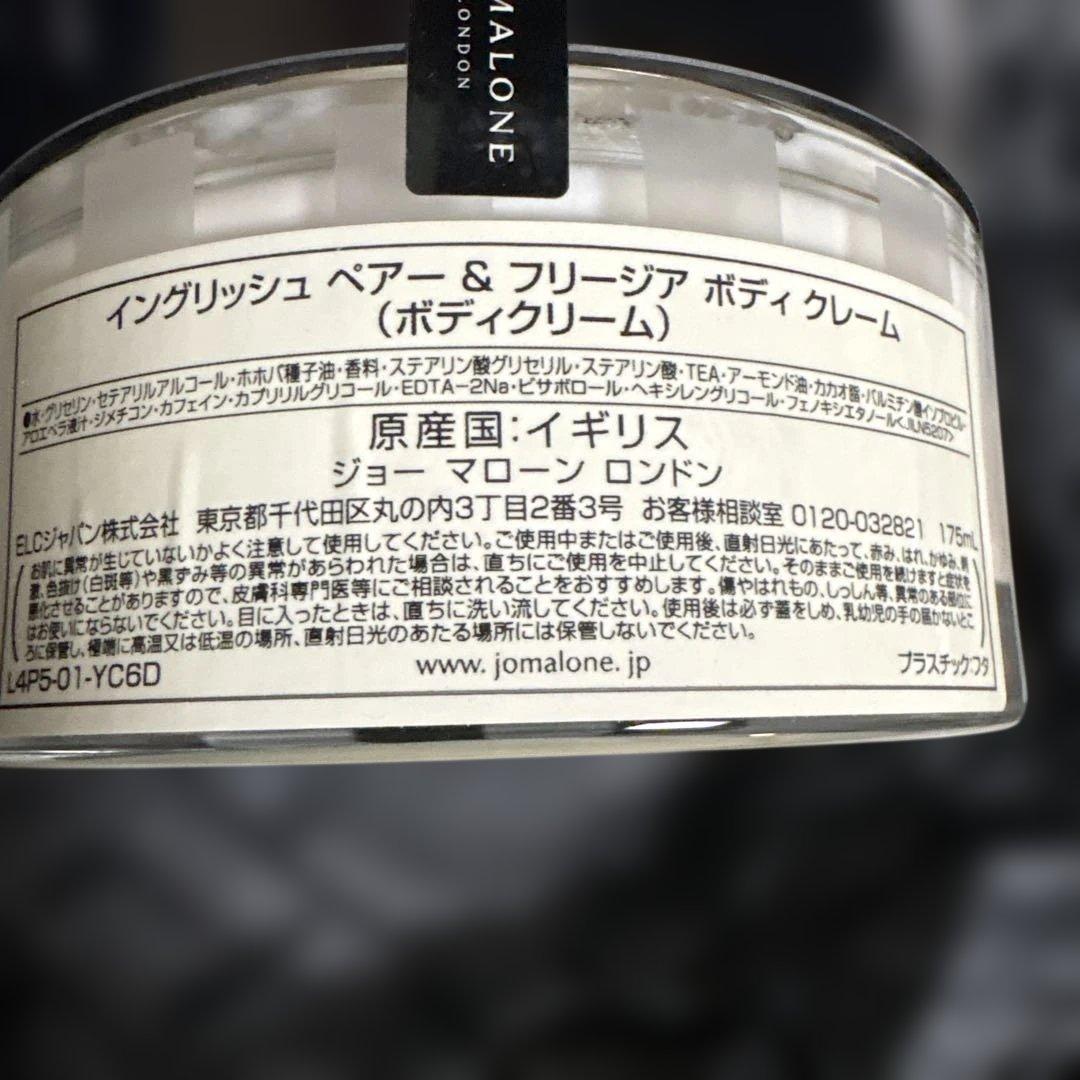 MALONE
LONDON
イングリッシュ ペアー & フリージア ボディ クレーム
(ボディクリーム)
●水・グリセリン・セテアリルアルコール・ホホバ種子油・香料・ステアリン酸グリセリル・ステアリン酸・TEA・アーモンド油・カカオ脂・パルミチン酸イソプロピル・
アロエベラ液汁・ジメチコン・カフェイン・カプリリルグリコール・EDTA-2Na・ビサボロール・ヘキシレングリコール・フェノキシエタノール<ILN5207>
原産国:イギリス
ジョー マローン ロンドン
ELCジャパン株式会社 東京都千代田区丸の内3丁目2番3号 お客様相談室 0120-032821 175mL
お肌に異常が生じていないかよく注意して使用してください。ご使用中またはご使用後、直射日光にあたって、赤み、はれ、かゆみ、刺
激、色抜け(白斑等)や黒ずみ等の異常があらわれた場合は、直ちにご使用を中止してください。そのままご使用を続けますと症状を
悪化させることがありますので、皮膚科専門医等にご相談されることをおすすめします。傷やはれもの、しっしん等、異常のある部位に
はお使いにならないでください。目に入ったときは、直ちに洗い流してください。使用後は必ず蓋をしめ、乳幼児の手の届かないとこ
ろに保管し、極端に高温又は低温の場所、直射日光のあたる場所には保管しないでください。
L4P5-01-YC6D www.jomalone.jp プラスチック:フタ